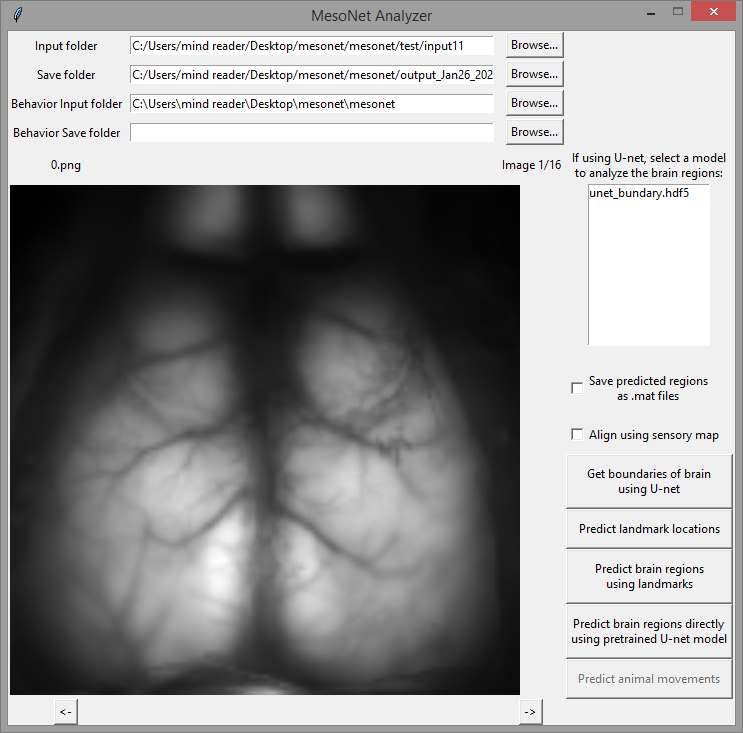 MesoNet Analyzer
Input folder
C:/Users/mind reader/Desktop/mesonet/mesonet/test/input11
Browse...
Save folder
C:/Users/mind reader/Desktop/mesonet/mesonet/output_Jan26_202
Browse...
Behavior Input folder
C:\Users\mind reader\Desktop\mesonet\mesonet
Browse...
Behavior Save folder
Browse...
0.png
Image 1/16
If using U-net, select a model
to analyze the brain regions:
unet_bundary.hdf5
Save predicted regions
as .mat files
Align using sensory map
Get boundaries of brain
using U-net
Predict landmark locations
Predict brain regions
using landmarks
Predict brain regions directly
using pretrained U-net model
Predict animal movements
<-
->